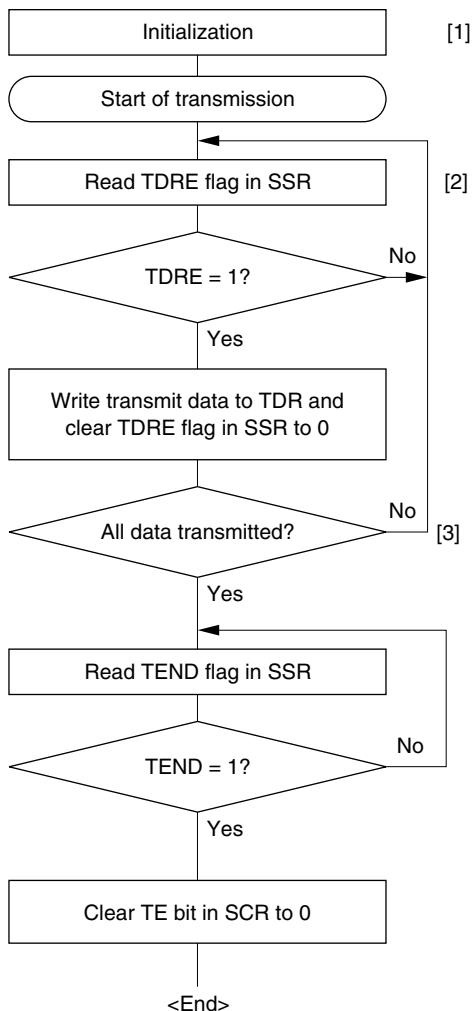 Initialization
[1]
Start of transmission
Read TDRE flag in SSR
[2]
No
TDRE = 1?
Yes
Write transmit data to TDR and
clear TDRE flag in SSR to 0
No
All data transmitted?
[3]
Yes
Read TEND flag in SSR
No
TEND = 1?
Yes
Clear TE bit in SCR to 0
<End>